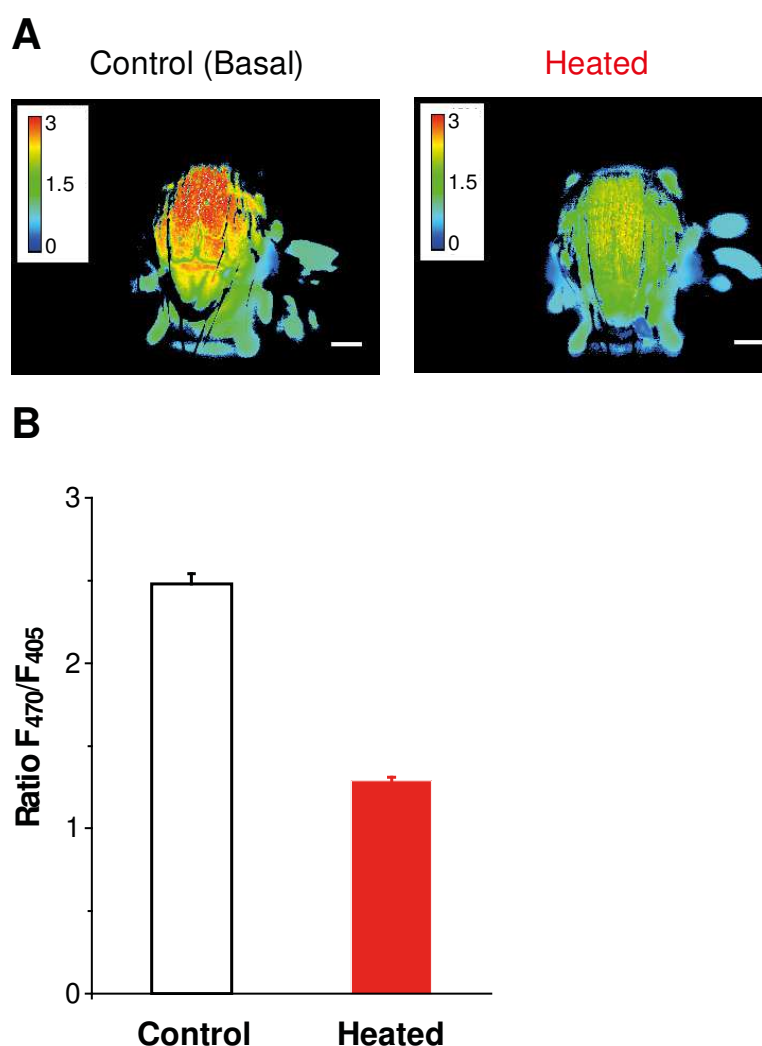 A
Control (Basal)
Heated
3
1.5
0
3
1.5
0
B
3
2
1
0
Ratio F470/F405
Control
Heated